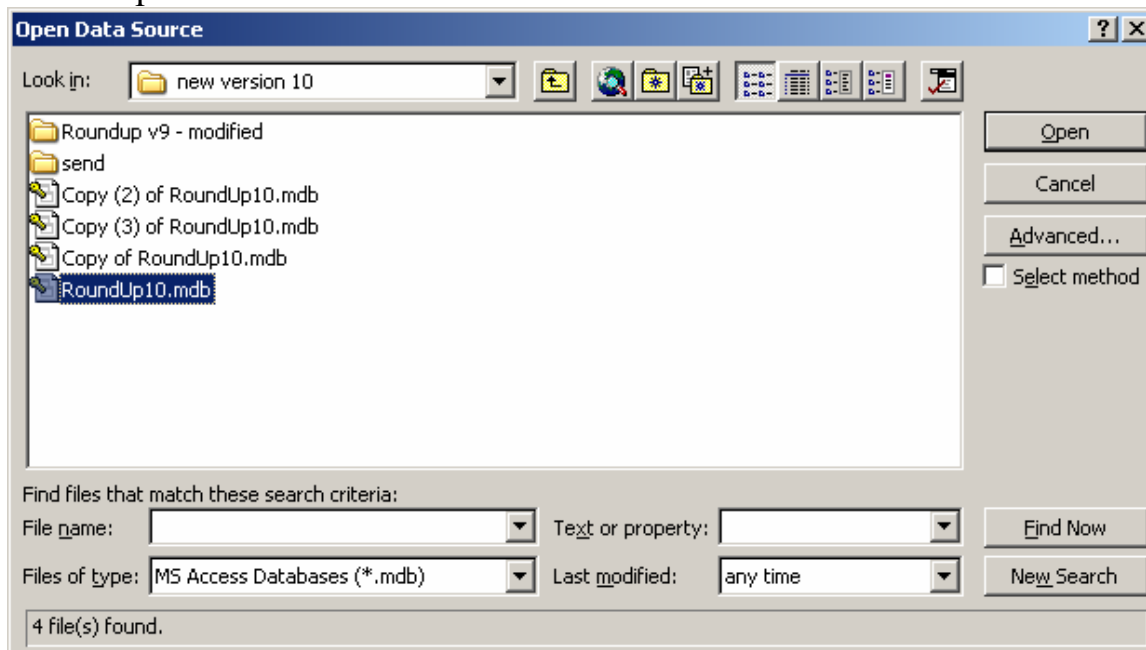 Open Data Source
Look in: new version 10
Roundup v9 - modified
send
Copy (2) of RoundUp10.mdb
Copy (3) of RoundUp10.mdb
Copy of RoundUp10.mdb
RoundUp10.mdb
Open
Cancel
Advanced...
Select method
Find files that match these search criteria:
File name: Text or property: Find Now
Files of type: MS Access Databases (*.mdb) Last modified: any time New Search
4 file(s) found.